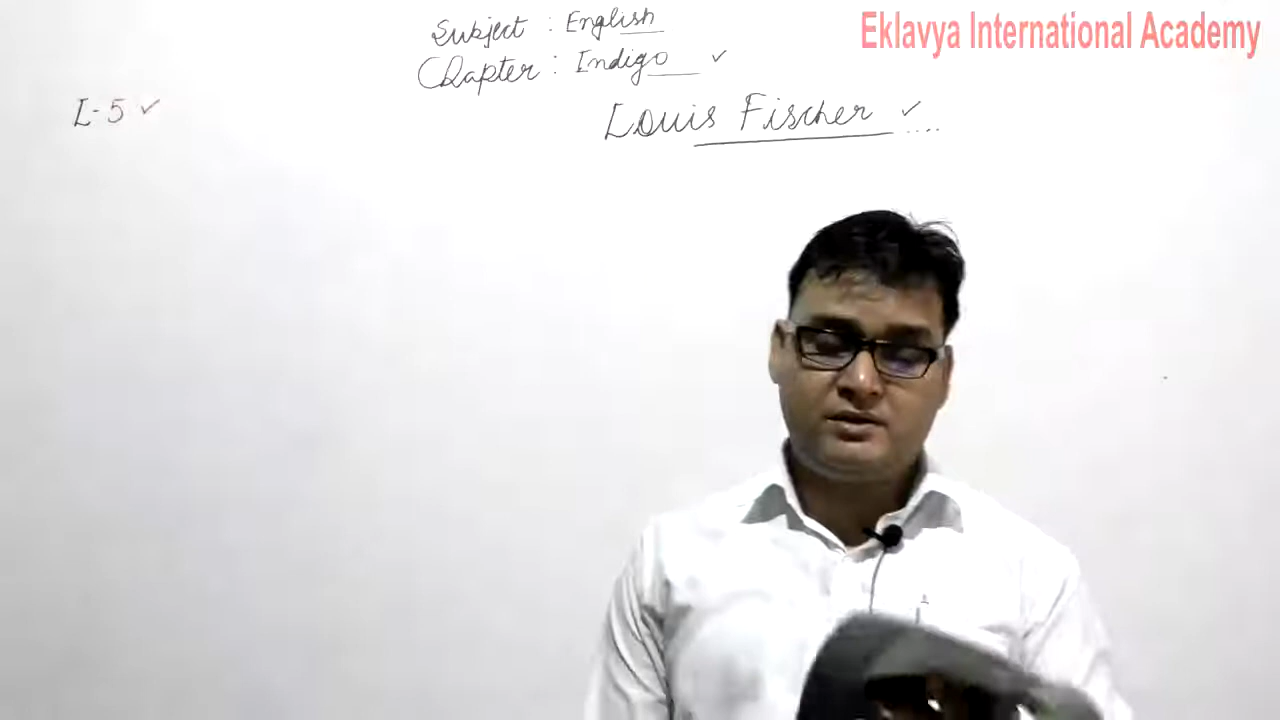 Eklavya International Academy
Subject : English
Chapter : Indigo ✓
L-5 ✓
Louis Fischer ✓ ....